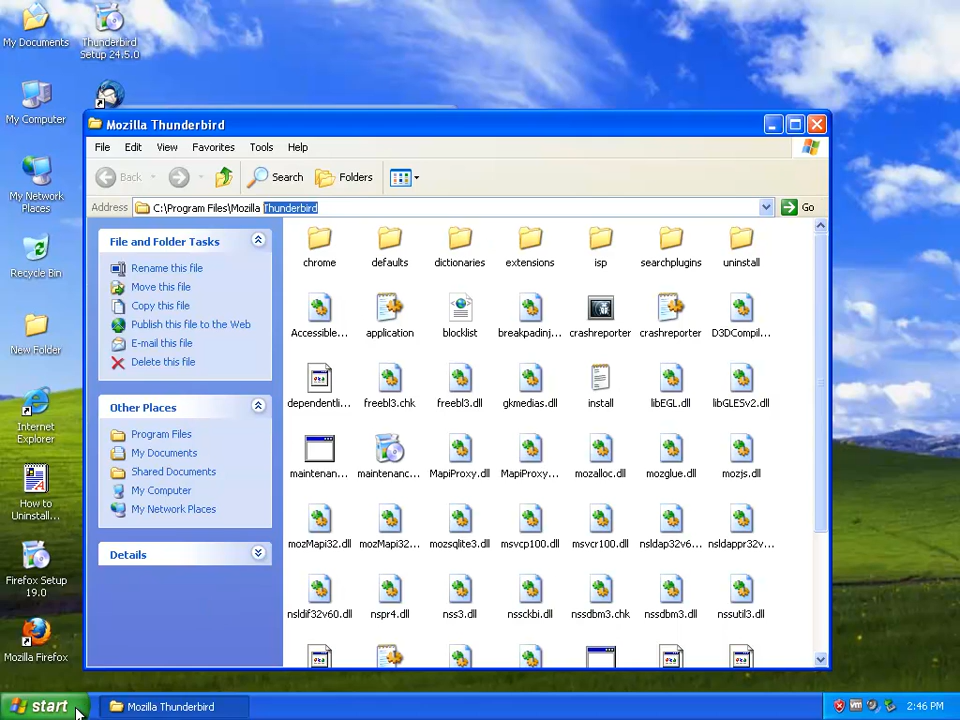 My Documents
Thunderbird
Setup 24.5.0
My Computer
My Network
Places
Recycle Bin
New Folder
Internet
Explorer
How to
Uninstall...
Firefox Setup
19.0
Mozilla Firefox
Mozilla Thunderbird
File Edit View Favorites Tools Help
Back Search Folders
Address C:\Program Files\Mozilla Thunderbird Go
File and Folder Tasks
Rename this file
Move this file
Copy this file
Publish this file to the Web
E-mail this file
Delete this file
Other Places
Program Files
My Documents
Shared Documents
My Computer
My Network Places
Details
chrome defaults dictionaries extensions isp searchplugins uninstall
Accessible... application blocklist breakpadinj... crashreporter crashreporter D3DCompil...
dependentli... freebl3.chk freebl3.dll gkmedias.dll install libEGL.dll libGLESv2.dll
maintenan... maintenanc... MapiProxy.dll MapiProxy... mozalloc.dll mozglue.dll mozjs.dll
mozMapi32.dll mozMapi32... mozsqlite3.dll msvcp100.dll msvcr100.dll nsldap32v6... nsldappr32v...
nsldif32v60.dll nspr4.dll nss3.dll nssckbi.dll nssdbm3.chk nssdbm3.dll nssutil3.dll
start Mozilla Thunderbird 2:46 PM